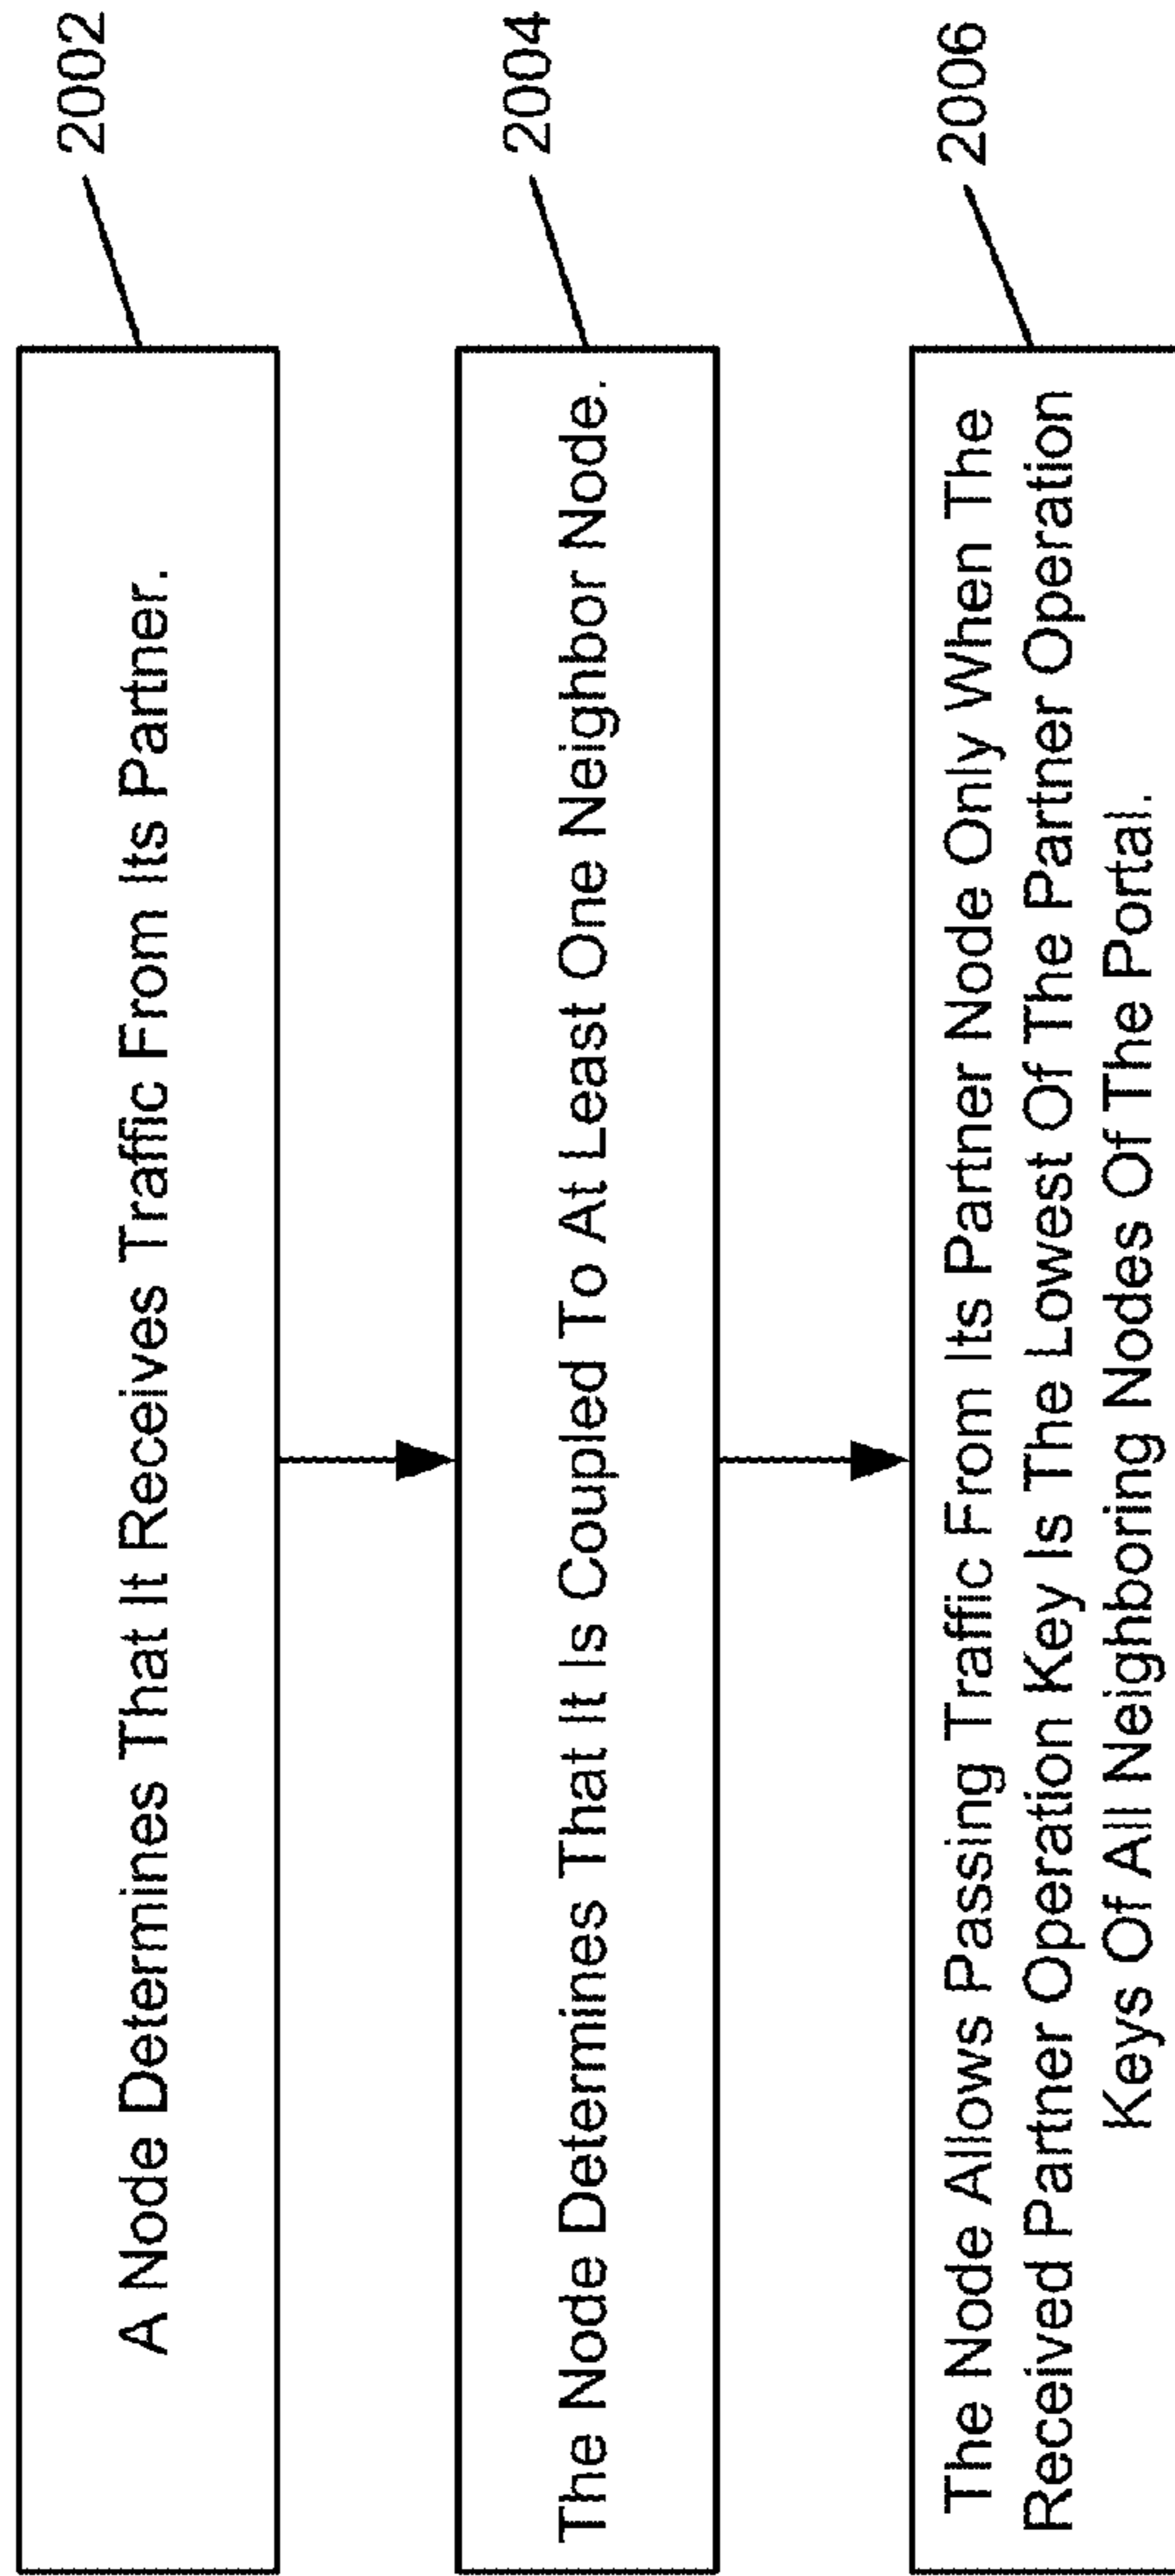 A Node Determines That It Receives Traffic From Its Partner.
2002
The Node Determines That It Is Coupled To At Least One Neighbor Node.
2004
The Node Allows Passing Traffic From Its Partner Node Only When The
Received Partner Operation Key Is The Lowest Of The Partner Operation
Keys Of All Neighboring Nodes Of The Portal.
2006